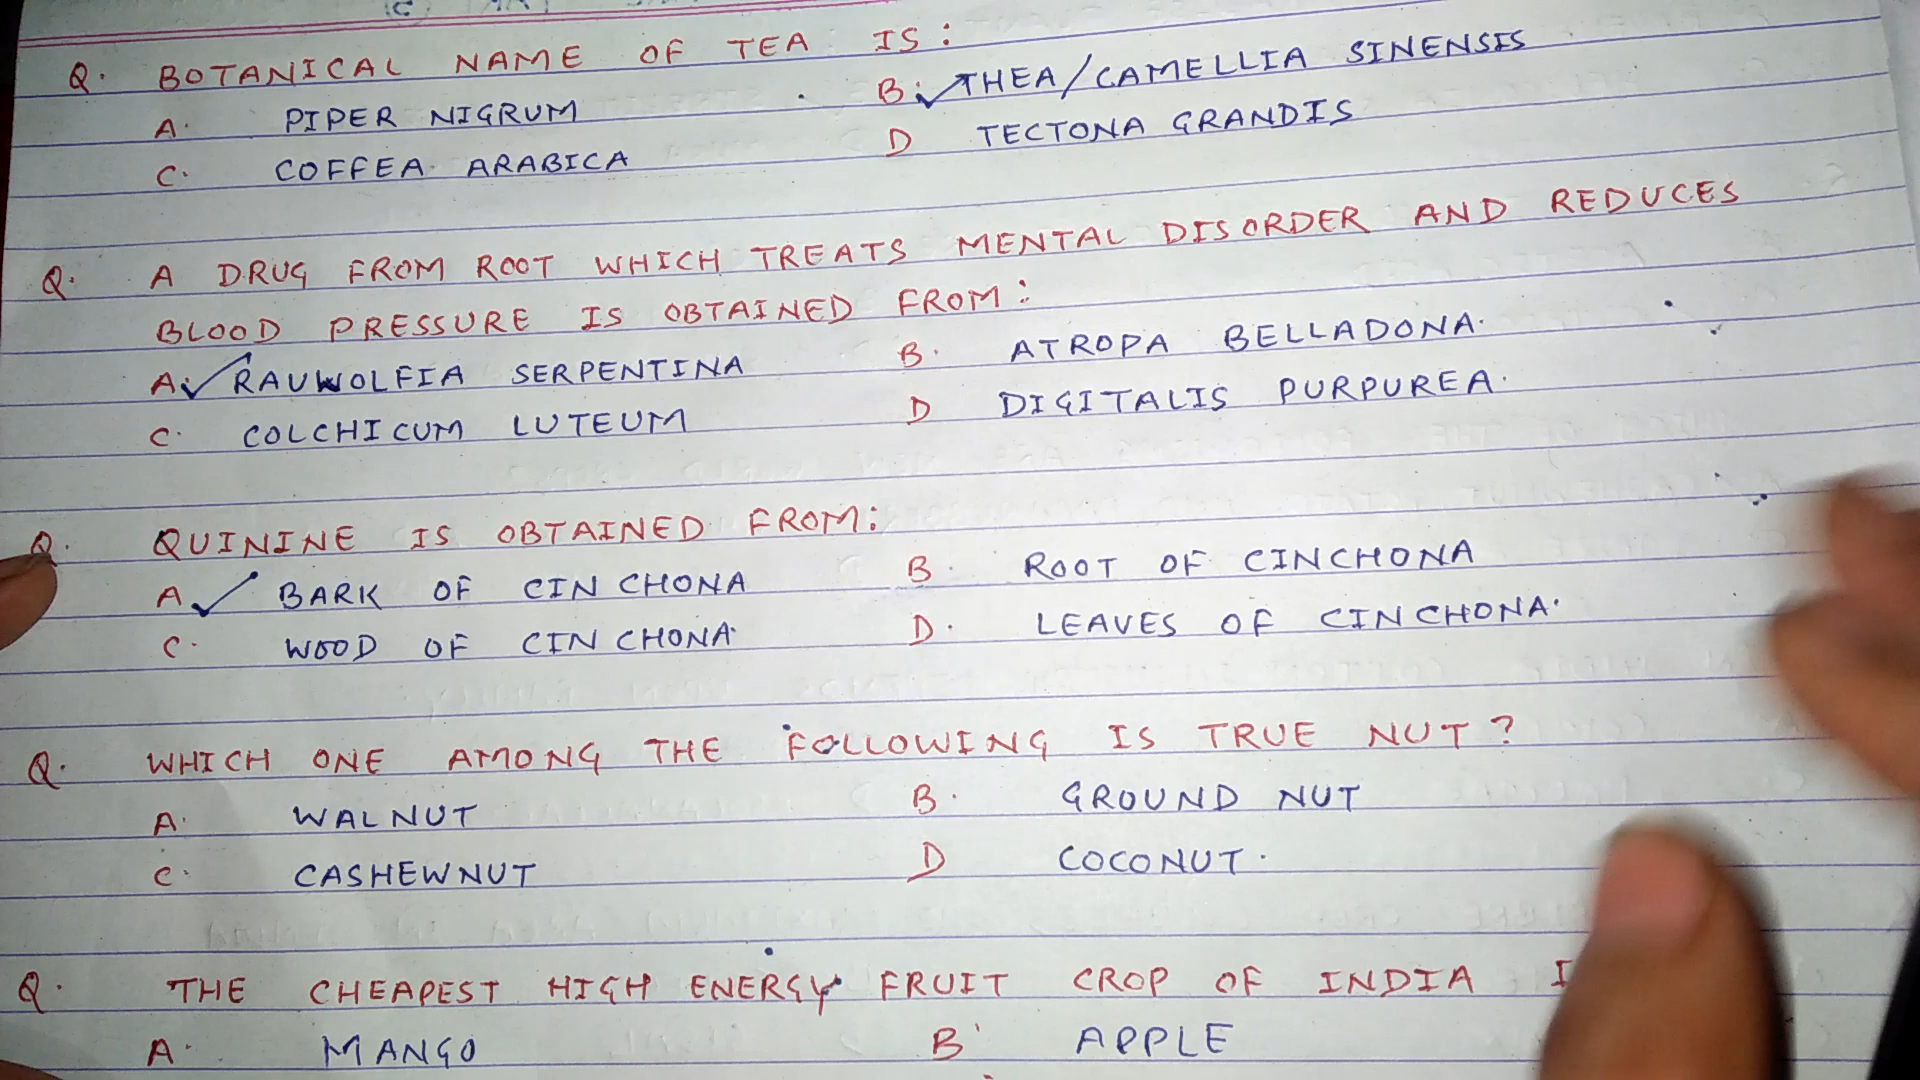 Q. BOTANICAL NAME OF TEA IS:
A. PIPER NIGRUM B. THEA/CAMELLIA SINENSIS
C. COFFEA ARABICA D TECTONA GRANDIS
Q. A DRUG FROM ROOT WHICH TREATS MENTAL DISORDER AND REDUCES
BLOOD PRESSURE IS OBTAINED FROM:
A. RAUWOLFIA SERPENTINA B. ATROPA BELLADONA.
C. COLCHICUM LUTEUM D DIGITALIS PURPUREA.
Q. QUININE IS OBTAINED FROM:
A BARK OF CINCHONA B. ROOT OF CINCHONA
C. WOOD OF CINCHONA D. LEAVES OF CINCHONA.
Q. WHICH ONE AMONG THE FOLLOWING IS TRUE NUT?
A. WALNUT B. GROUND NUT
C. CASHEWNUT D COCONUT.
Q. THE CHEAPEST HIGH ENERGY FRUIT CROP OF INDIA
A. MANGO B. APPLE